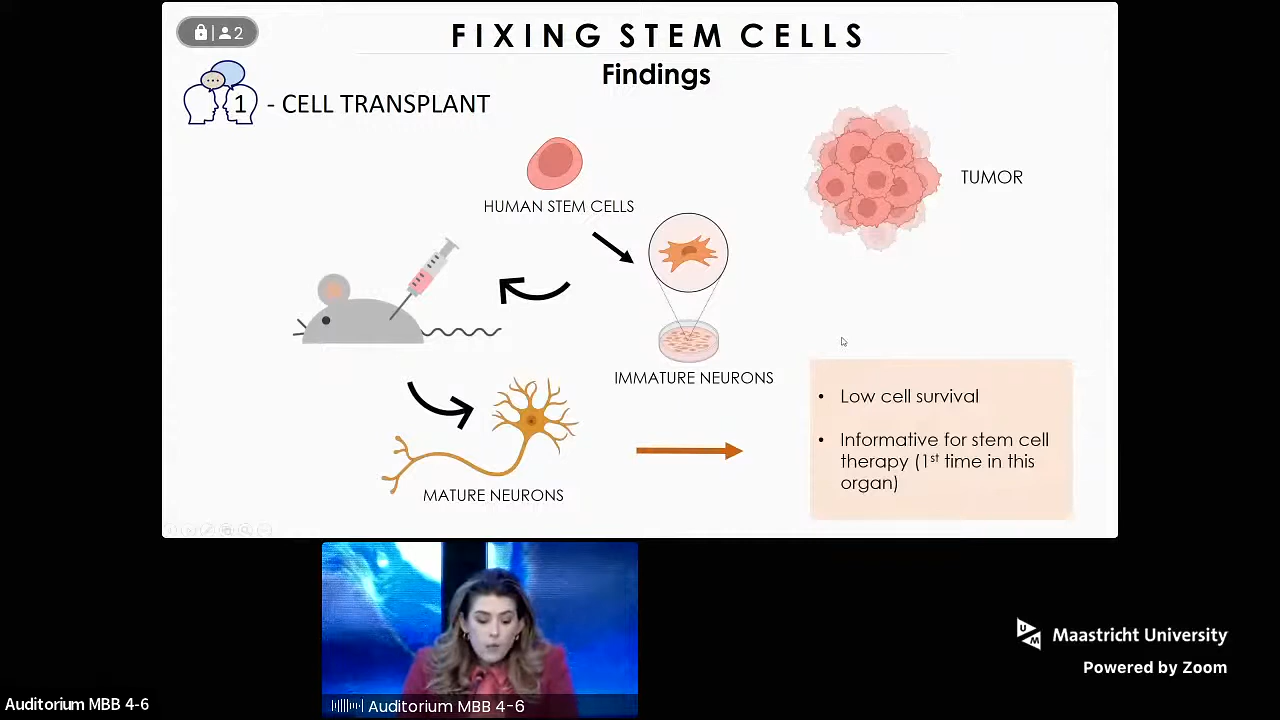 2
FIXING STEM CELLS
Findings
1 - CELL TRANSPLANT
HUMAN STEM CELLS
TUMOR
IMMATURE NEURONS
MATURE NEURONS
• Low cell survival
• Informative for stem cell
therapy (1st time in this
organ)
UM
Maastricht University
Powered by Zoom
Auditorium MBB 4-6
Auditorium MBB 4-6